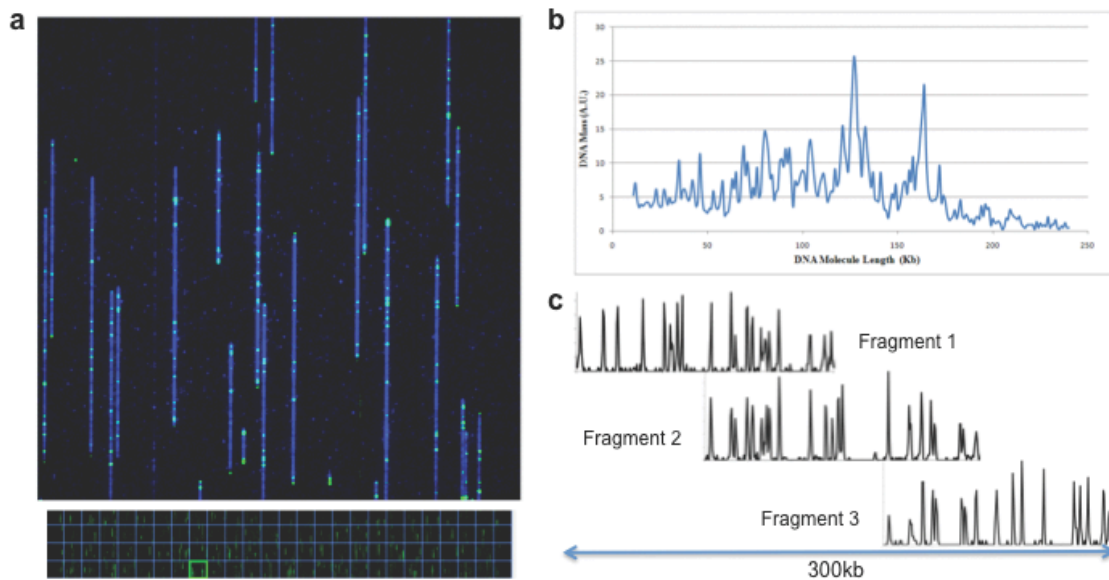 a
b
30
25
20
15
10
5
0
DNA Mass (A.U.)
0 50 100 150 200 250
DNA Molecule Length (Kb)
c
Fragment 1
Fragment 2
Fragment 3
300kb